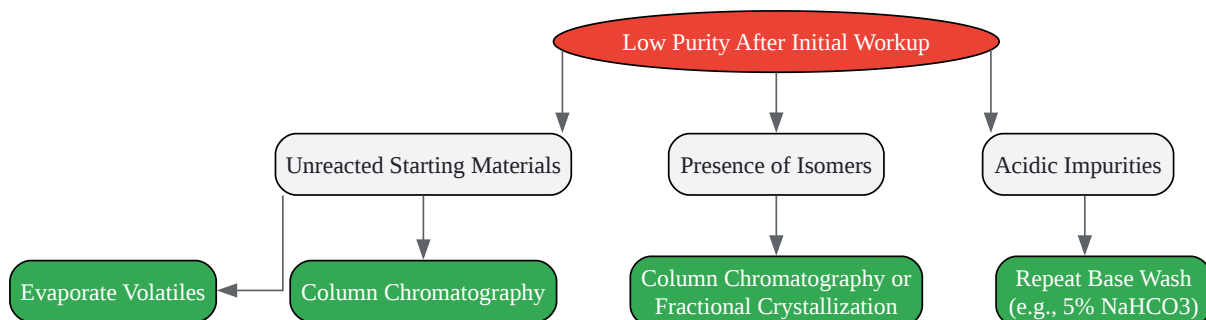 Low Purity After Initial Workup
Unreacted Starting Materials
Presence of Isomers
Acidic Impurities
Evaporate Volatiles
Column Chromatography
Column Chromatography or
Fractional Crystallization
Repeat Base Wash
(e.g., 5% NaHCO3)